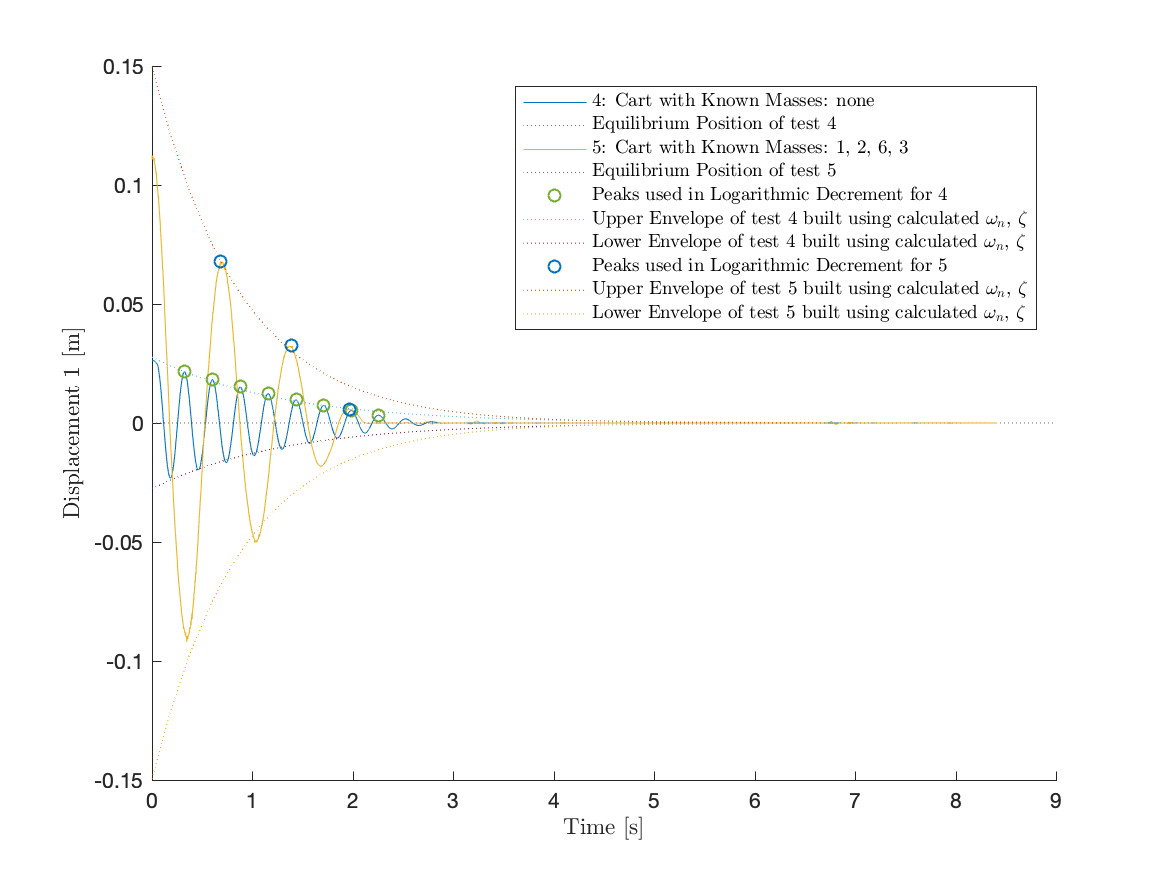 0.15
0.1
0.05
0
-0.05
-0.1
-0.15
Displacement 1 [m]
4: Cart with Known Masses: none
Equilibrium Position of test 4
5: Cart with Known Masses: 1, 2, 6, 3
Equilibrium Position of test 5
Peaks used in Logarithmic Decrement for 4
Upper Envelope of test 4 built using calculated ωn, ζ
Lower Envelope of test 4 built using calculated ωn, ζ
Peaks used in Logarithmic Decrement for 5
Upper Envelope of test 5 built using calculated ωn, ζ
Lower Envelope of test 5 built using calculated ωn, ζ
0 1 2 3 4 5 6 7 8 9
Time [s]